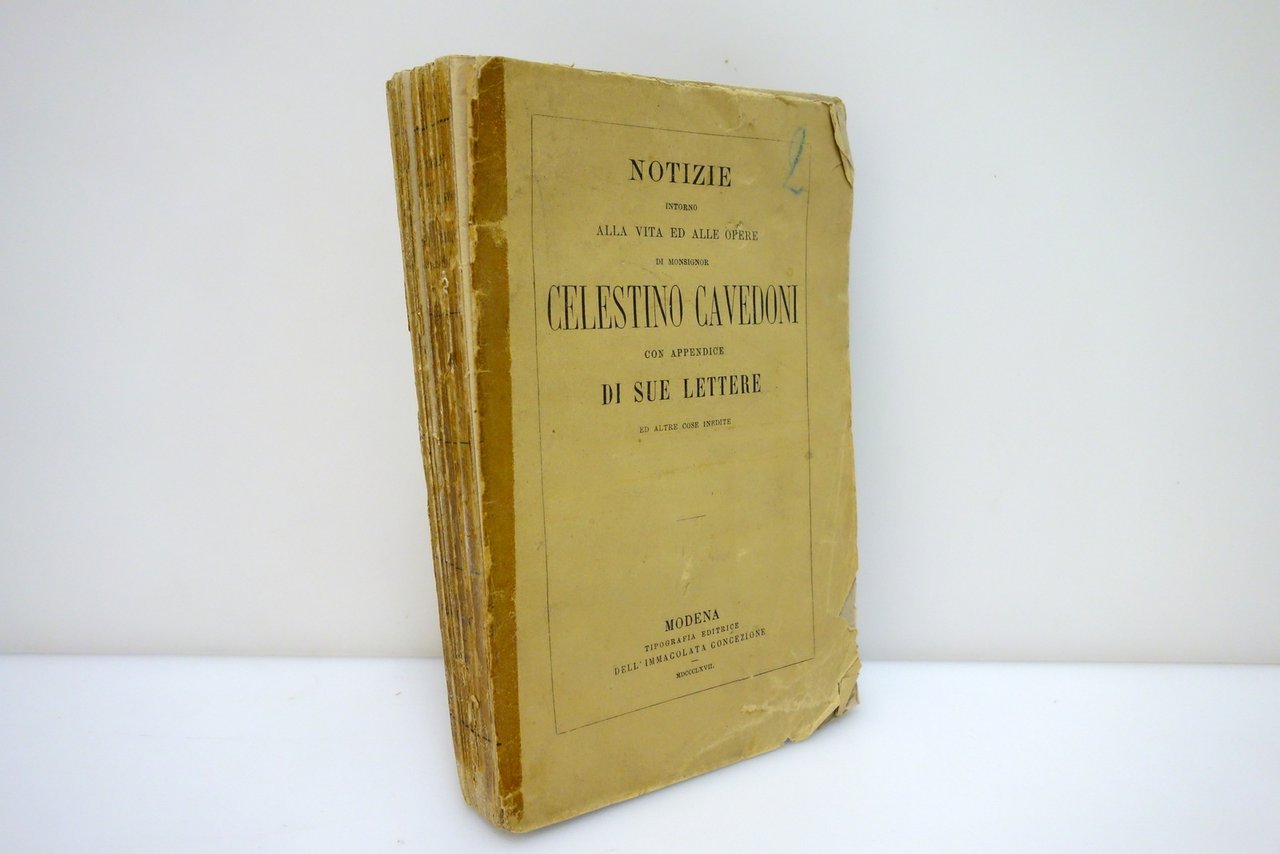 2
NOTIZIE
INTORNO
ALLA VITA ED ALLE OPERE
DI MONSIGNOR
CELESTINO CAVEDONI
CON APPENDICE
DI SUE LETTERE
ED ALTRE COSE INEDITE
MODENA
TIPOGRAFIA EDITRICE
DELL'IMMACOLATA CONCEZIONE
MDCCCLXVII.